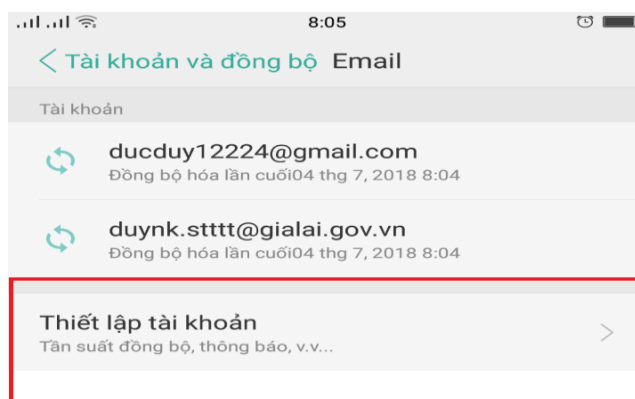 8:05
Tài khoản và đồng bộ Email
Tài khoản
ducduy12224@gmail.com
Đồng bộ hóa lần cuối04 thg 7, 2018 8:04
duynk.stttt@gialai.gov.vn
Đồng bộ hóa lần cuối04 thg 7, 2018 8:04
Thiết lập tài khoản
Tần suất đồng bộ, thông báo, v.v...